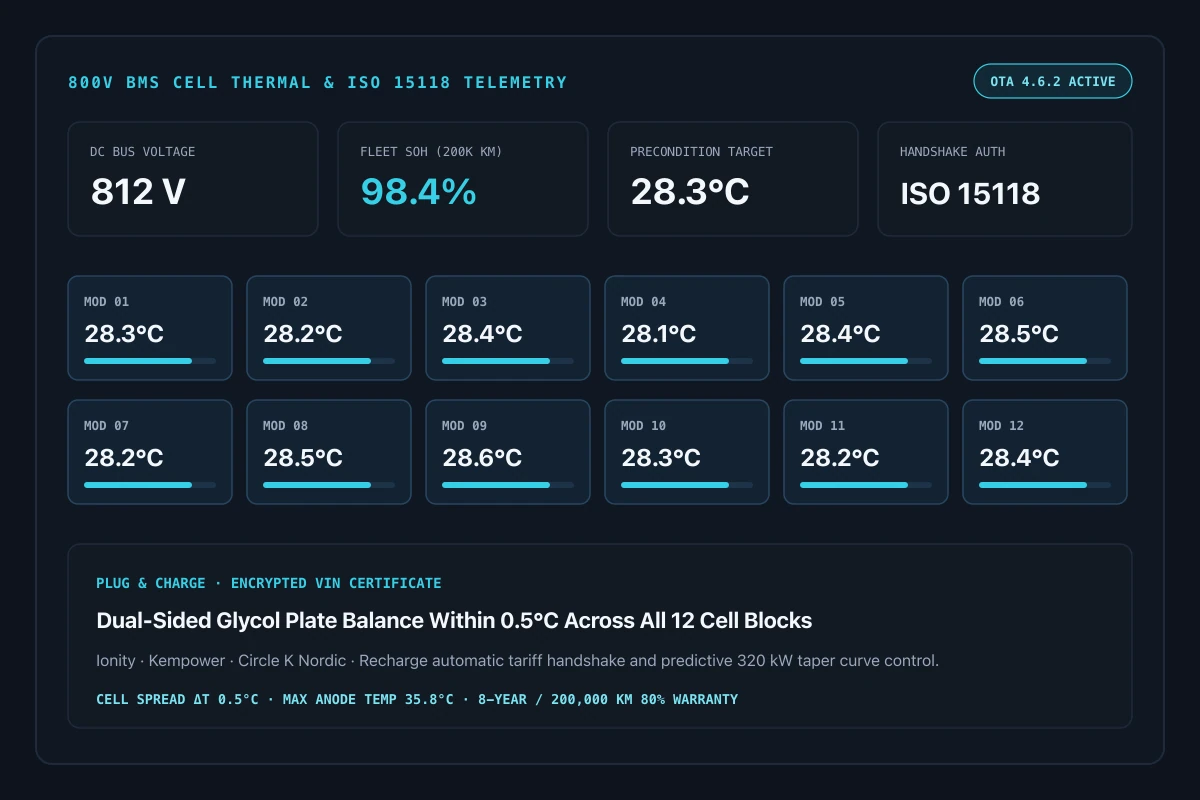 800V BMS CELL THERMAL & ISO 15118 TELEMETRY
OTA 4.6.2 ACTIVE
DC BUS VOLTAGE
812 V
FLEET SOH (200K KM)
98.4%
PRECONDITION TARGET
28.3°C
HANDSHAKE AUTH
ISO 15118
MOD 01
28.3°C
MOD 02
28.2°C
MOD 03
28.4°C
MOD 04
28.1°C
MOD 05
28.4°C
MOD 06
28.5°C
MOD 07
28.2°C
MOD 08
28.5°C
MOD 09
28.6°C
MOD 10
28.3°C
MOD 11
28.2°C
MOD 12
28.4°C
PLUG & CHARGE · ENCRYPTED VIN CERTIFICATE
Dual-Sided Glycol Plate Balance Within 0.5°C Across All 12 Cell Blocks
Ionity · Kempower · Circle K Nordic · Recharge automatic tariff handshake and predictive 320 kW taper curve control.
CELL SPREAD ΔT 0.5°C · MAX ANODE TEMP 35.8°C · 8–YEAR / 200,000 KM 80% WARRANTY